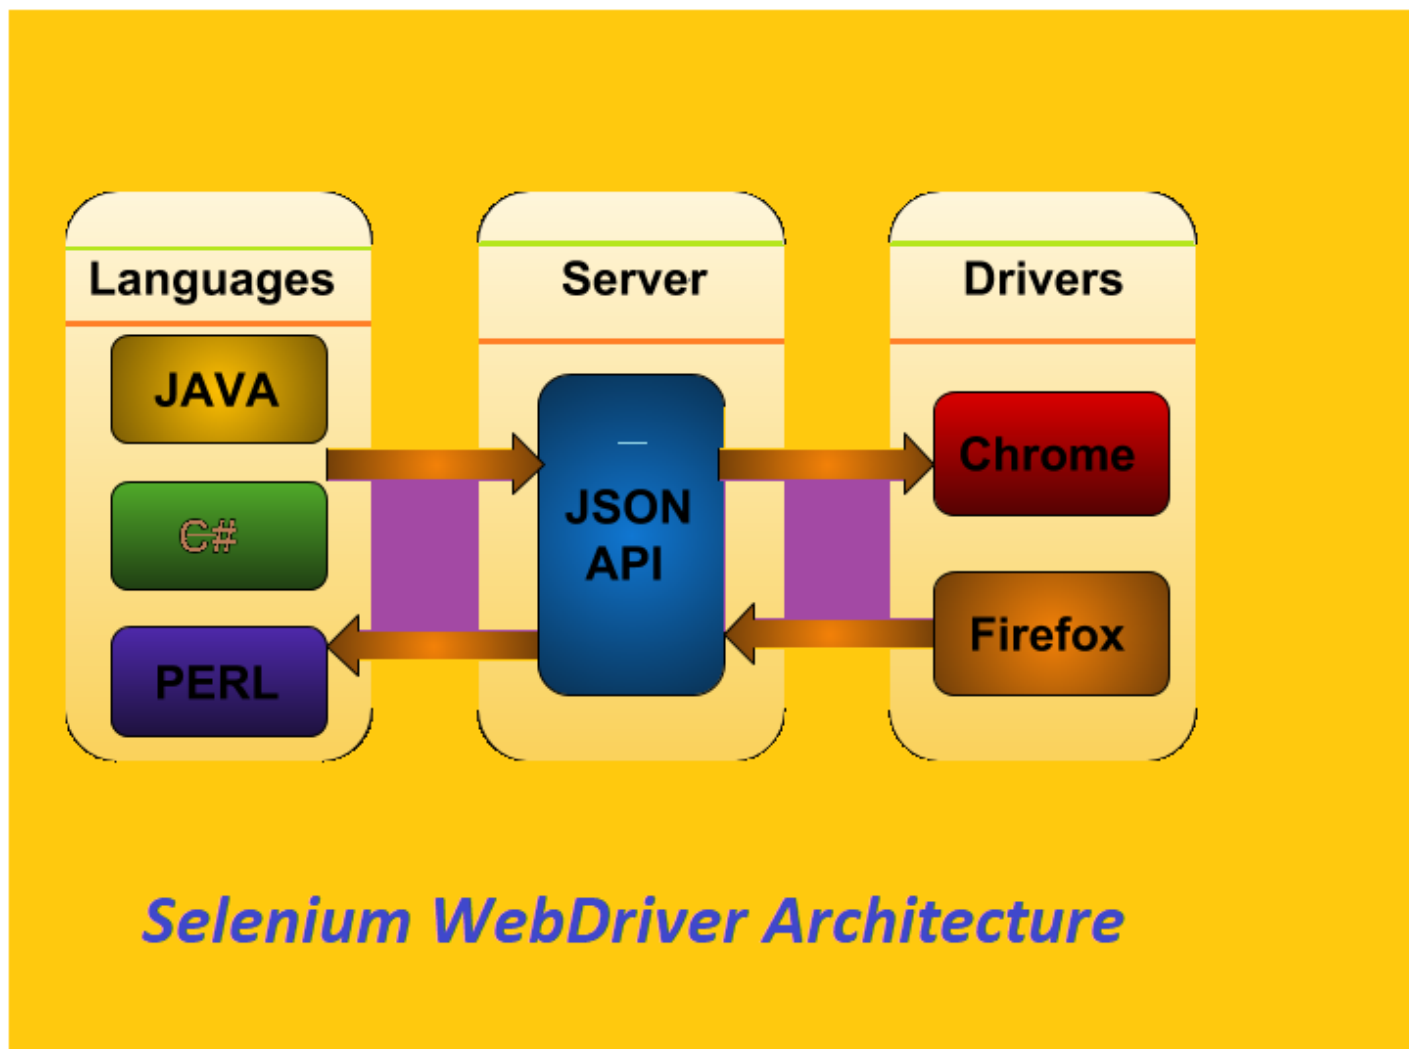 Languages
JAVA
C#
PERL
Server
JSON
API
Drivers
Chrome
Firefox
Selenium WebDriver Architecture